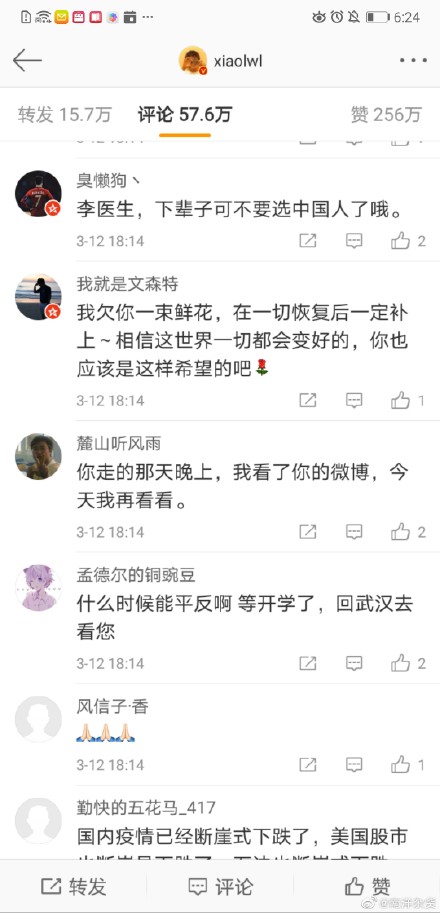 6:24
xiaolwl
转发 15.7万 评论 57.6万 赞 256万
臭懒狗丶
李医生，下辈子可不要选中国人了哦。
3-12 18:14 2
我就是文森特
我欠你一束鲜花，在一切恢复后一定补
上～相信这世界一切都会变好的，你也
应该是这样希望的吧🌹
3-12 18:14 1
麓山听风雨
你走的那天晚上，我看了你的微博，今
天我再看看。
3-12 18:14 2
孟德尔的铜豌豆
什么时候能平反啊 等开学了，回武汉去
看您
3-12 18:14 2
风信子·香
🙏🏻🙏🏻🙏🏻
3-12 18:14 1
勤快的五花马_417
国内疫情已经断崖式下跌了，美国股市
转发 评论 赞